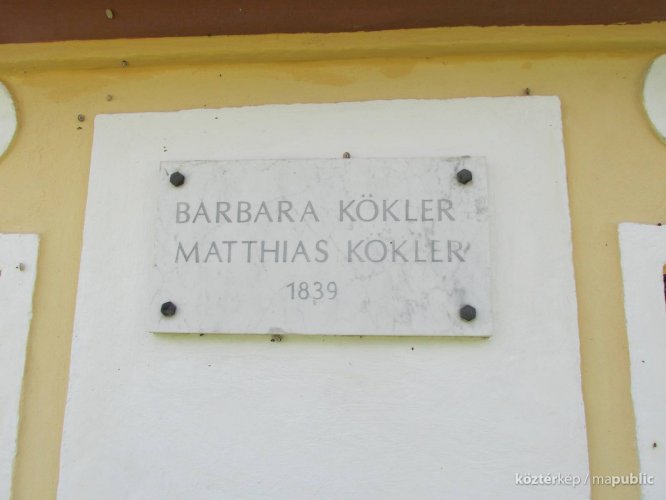 BARBARA KÖKLER
MATTHIAS KÖKLER
1839
köztérkép / mapublic